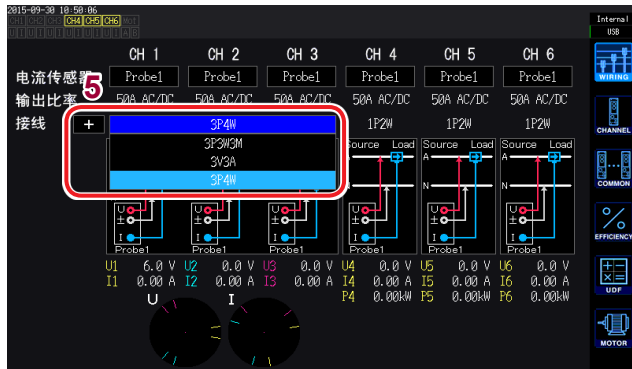 2015-09-30 10:50:06
CH1 CH2 CH3 CH4 CH5 CH6 Mot
U I U I U I U I U I U I A B
Internal
USB
CH 1 CH 2 CH 3 CH 4 CH 5 CH 6
电流传感器 Probe1 Probe1 Probe1 Probe1 Probe1 Probe1
5
输出比率 50A AC/DC 50A AC/DC 50A AC/DC 50A AC/DC 50A AC/DC 50A AC/DC
接线 + 3P4W 1P2W 1P2W 1P2W
3P3W3M
3V3A
3P4W
Source Load Source Load Source Load
A A A
N N N
U U U U U U
± ± ± ± ± ±
I I I I I I
Probe1 Probe1 Probe1 Probe1 Probe1 Probe1
U1 6.0 V U2 0.0 V U3 0.0 V U4 0.0 V U5 0.0 V U6 0.0 V
I1 0.00 A I2 0.00 A I3 0.00 A I4 0.00 A I5 0.00 A I6 0.00 A
P4 0.00kW P5 0.00kW P6 0.00kW
U I
WIRING
CHANNEL
COMMON
EFFICIENCY
UDF
MOTOR